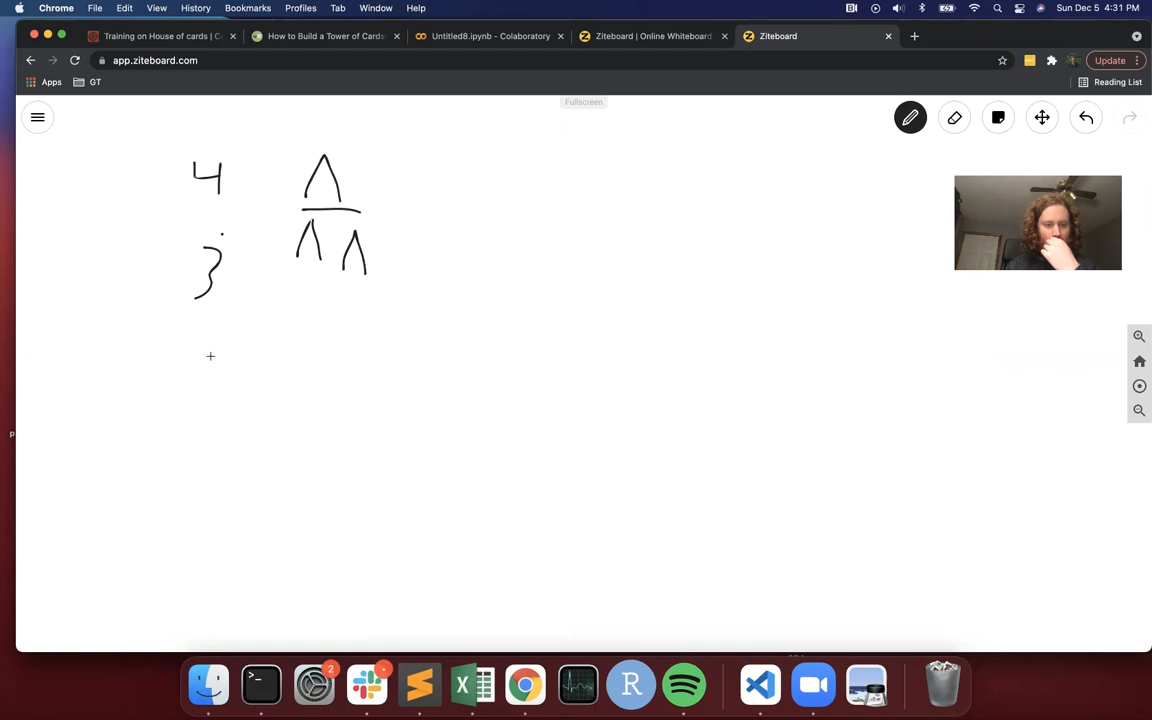 Chrome File Edit View History Bookmarks Profiles Tab Window Help Sun Dec 5 4:31 PM
Training on House of cards | C How to Build a Tower of Cards: Untitled8.ipynb - Colaboratory Ziteboard | Online Whiteboard Ziteboard
app.ziteboard.com Update
Apps GT Reading List
Fullscreen
4
3
P
2
X R